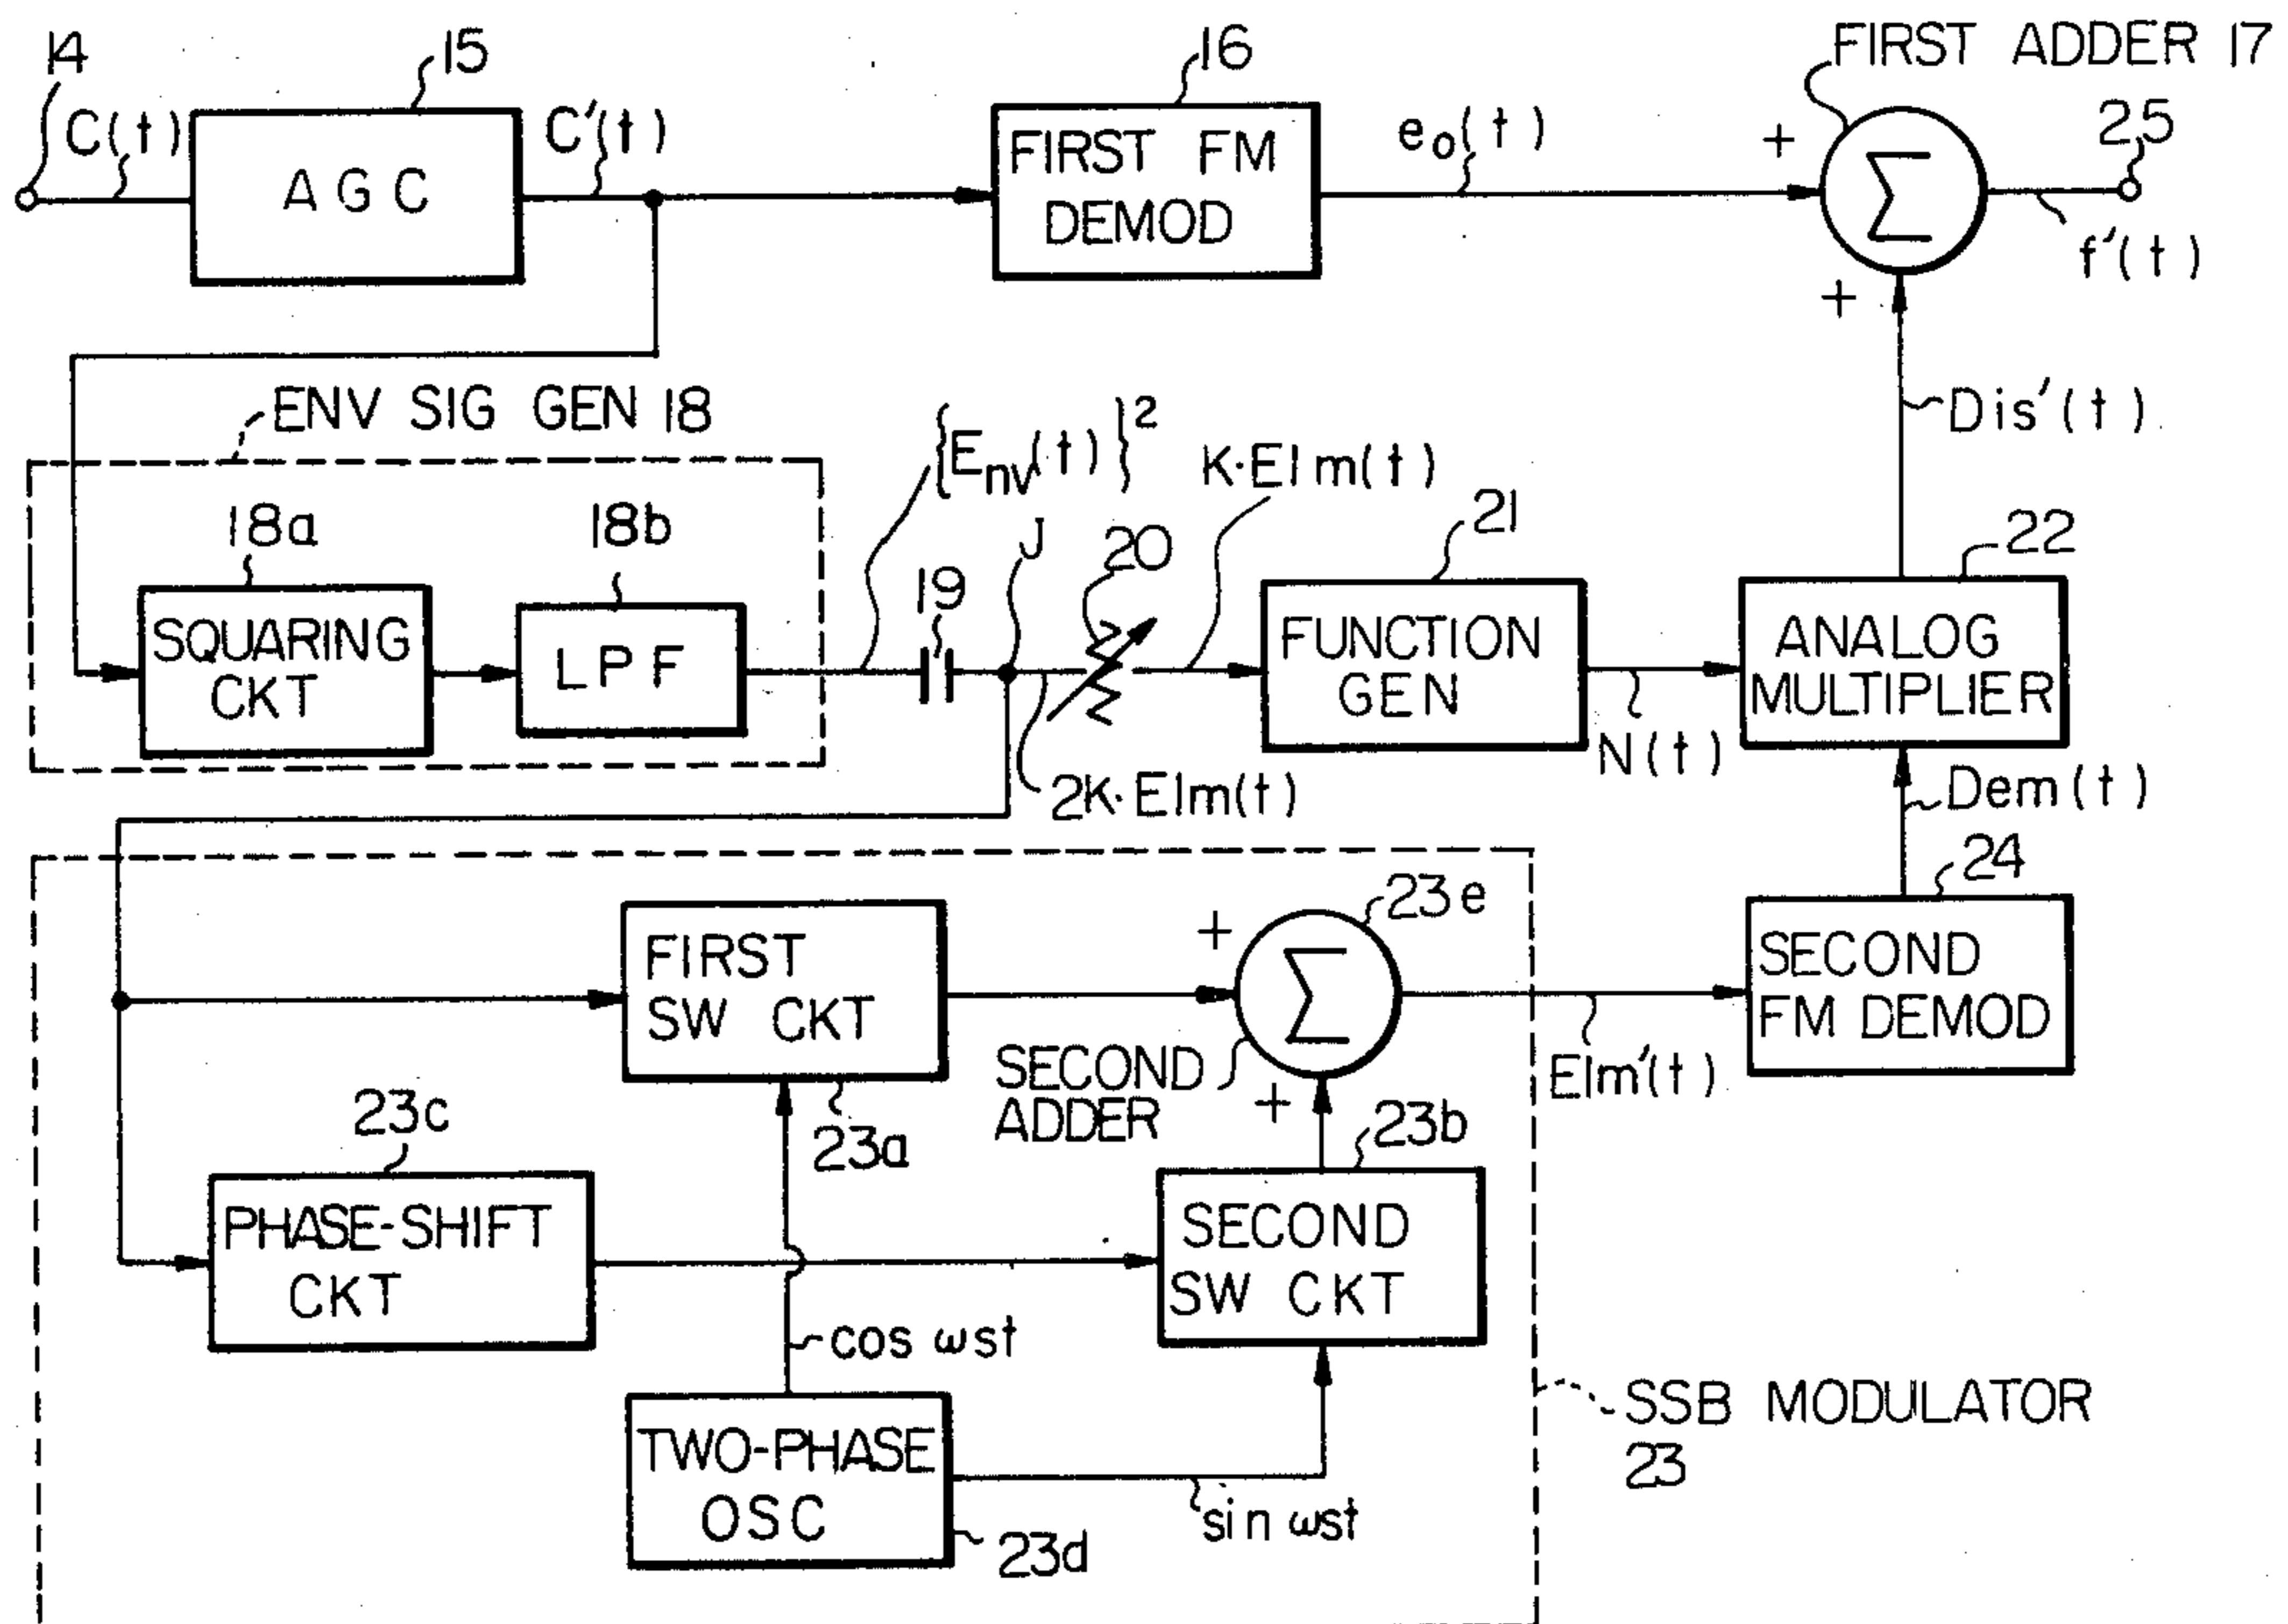 14
C(t)
15
AGC
C'(t)
16
FIRST FM
DEMOD
e₀(t)
FIRST ADDER 17
+
+
Σ
25
f'(t)
ENV SIG GEN 18
18a
SQUARING
CKT
18b
LPF
{Env(t)}²
19
J
20
2K·Elm(t)
K·Elm(t)
21
FUNCTION
GEN
N(t)
22
ANALOG
MULTIPLIER
Dis'(t)
Dem(t)
24
SECOND
FM DEMOD
FIRST
SW CKT
23a
+
+
Σ
23e
SECOND
ADDER
Elm'(t)
23c
PHASE-SHIFT
CKT
23b
SECOND
SW CKT
cos ωst
TWO-PHASE
OSC
23d
sin ωst
SSB MODULATOR
23